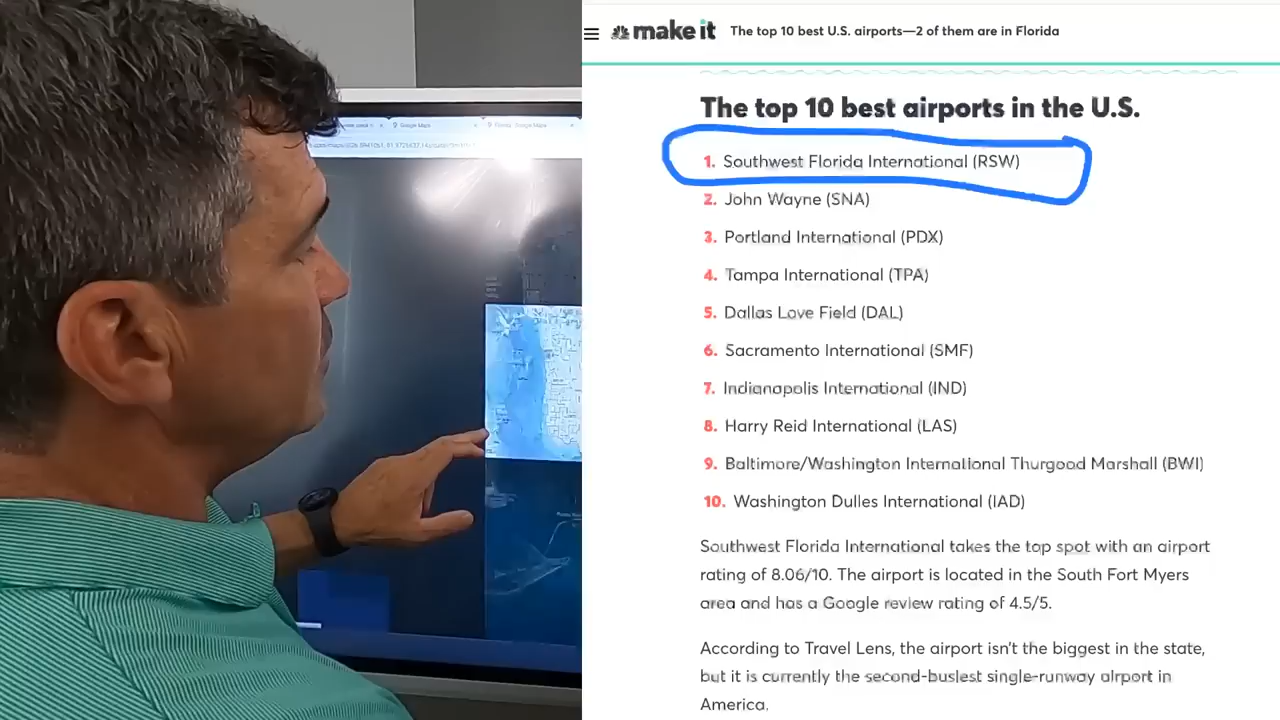 Google Maps
Google Maps
make it
The top 10 best U.S. airports—2 of them are in Florida
The top 10 best airports in the U.S.
1. Southwest Florida International (RSW)
2. John Wayne (SNA)
3. Portland International (PDX)
4. Tampa International (TPA)
5. Dallas Love Field (DAL)
6. Sacramento International (SMF)
7. Indianapolis International (IND)
8. Harry Reid International (LAS)
9. Baltimore/Washington International Thurgood Marshall (BWI)
10. Washington Dulles International (IAD)
Southwest Florida International takes the top spot with an airport
rating of 8.06/10. The airport is located in the South Fort Myers
area and has a Google review rating of 4.5/5.
According to Travel Lens, the airport isn't the biggest in the state,
but it is currently the second-busiest single-runway airport in
America.